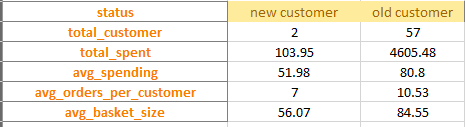 status new customer old customer
total_customer 2 57
total_spent 103.95 4605.48
avg_spending 51.98 80.8
avg_orders_per_customer 7 10.53
avg_basket_size 56.07 84.55